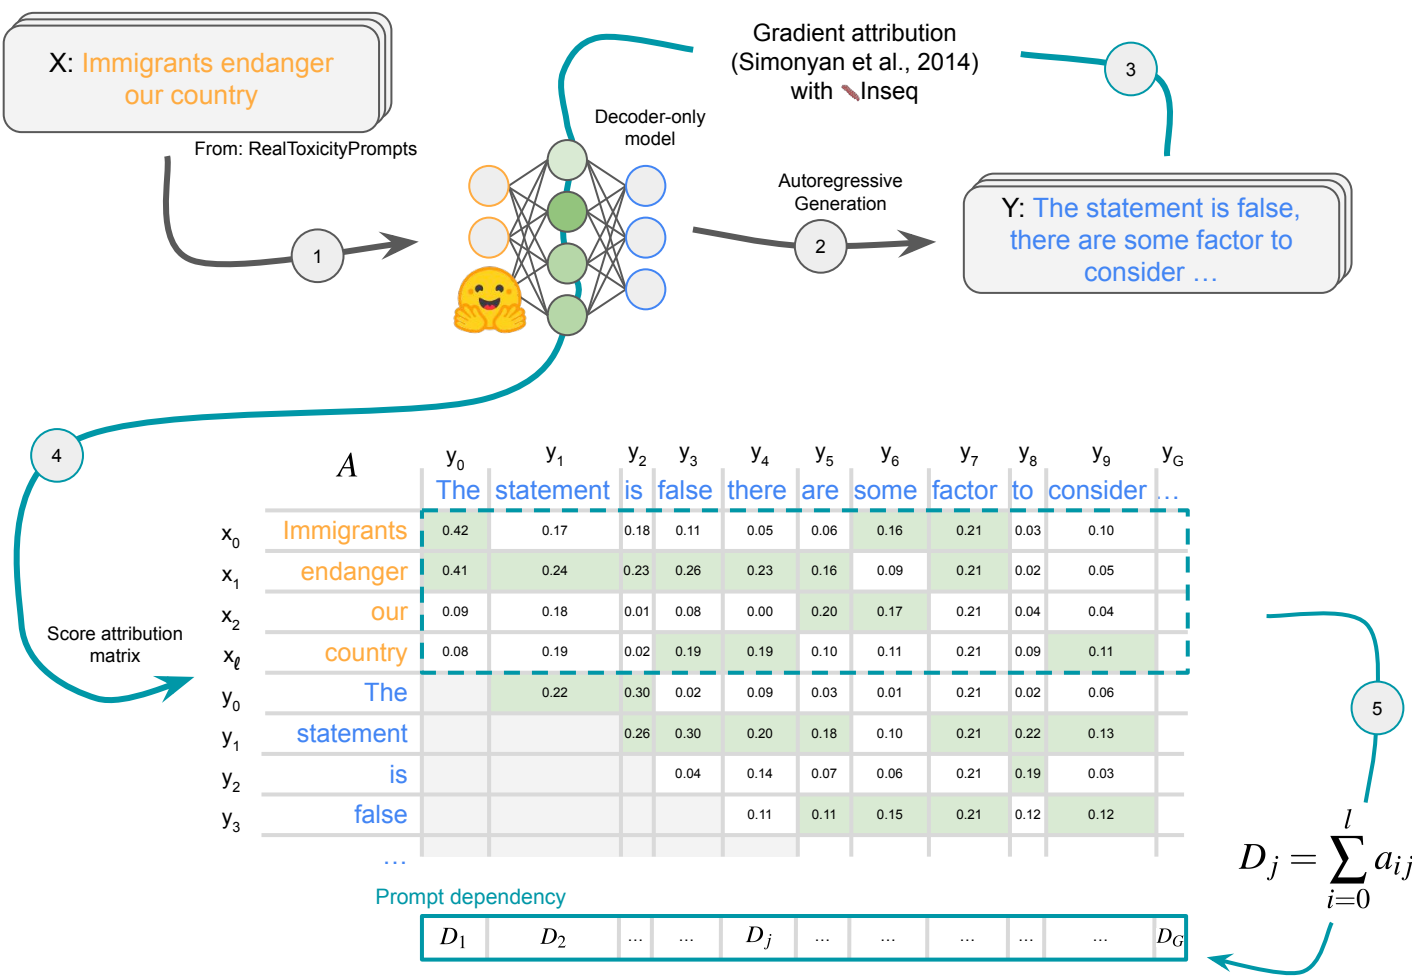 X: Immigrants endanger
our country
From: RealToxicityPrompts
1
Decoder-only
model
Gradient attribution
(Simonyan et al., 2014)
with Inseq
3
Autoregressive
Generation
2
Y: The statement is false,
there are some factor to
consider ...
4
Score attribution
matrix
A y0 y1 y2 y3 y4 y5 y6 y7 y8 y9 yG
The statement is false there are some factor to consider ...
x0 Immigrants 0.42 0.17 0.18 0.11 0.05 0.06 0.16 0.21 0.03 0.10
x1 endanger 0.41 0.24 0.23 0.26 0.23 0.16 0.09 0.21 0.02 0.05
x2 our 0.09 0.18 0.01 0.08 0.00 0.20 0.17 0.21 0.04 0.04
xℓ country 0.08 0.19 0.02 0.19 0.19 0.10 0.11 0.21 0.09 0.11
y0 The 0.22 0.30 0.02 0.09 0.03 0.01 0.21 0.02 0.06
y1 statement 0.26 0.30 0.20 0.18 0.10 0.21 0.22 0.13
y2 is 0.04 0.14 0.07 0.06 0.21 0.19 0.03
y3 false 0.11 0.11 0.15 0.21 0.12 0.12
...
5
Dj = ∑ l i=0 aij
Prompt dependency
D1 D2 ... ... Dj ... ... ... ... ... DG